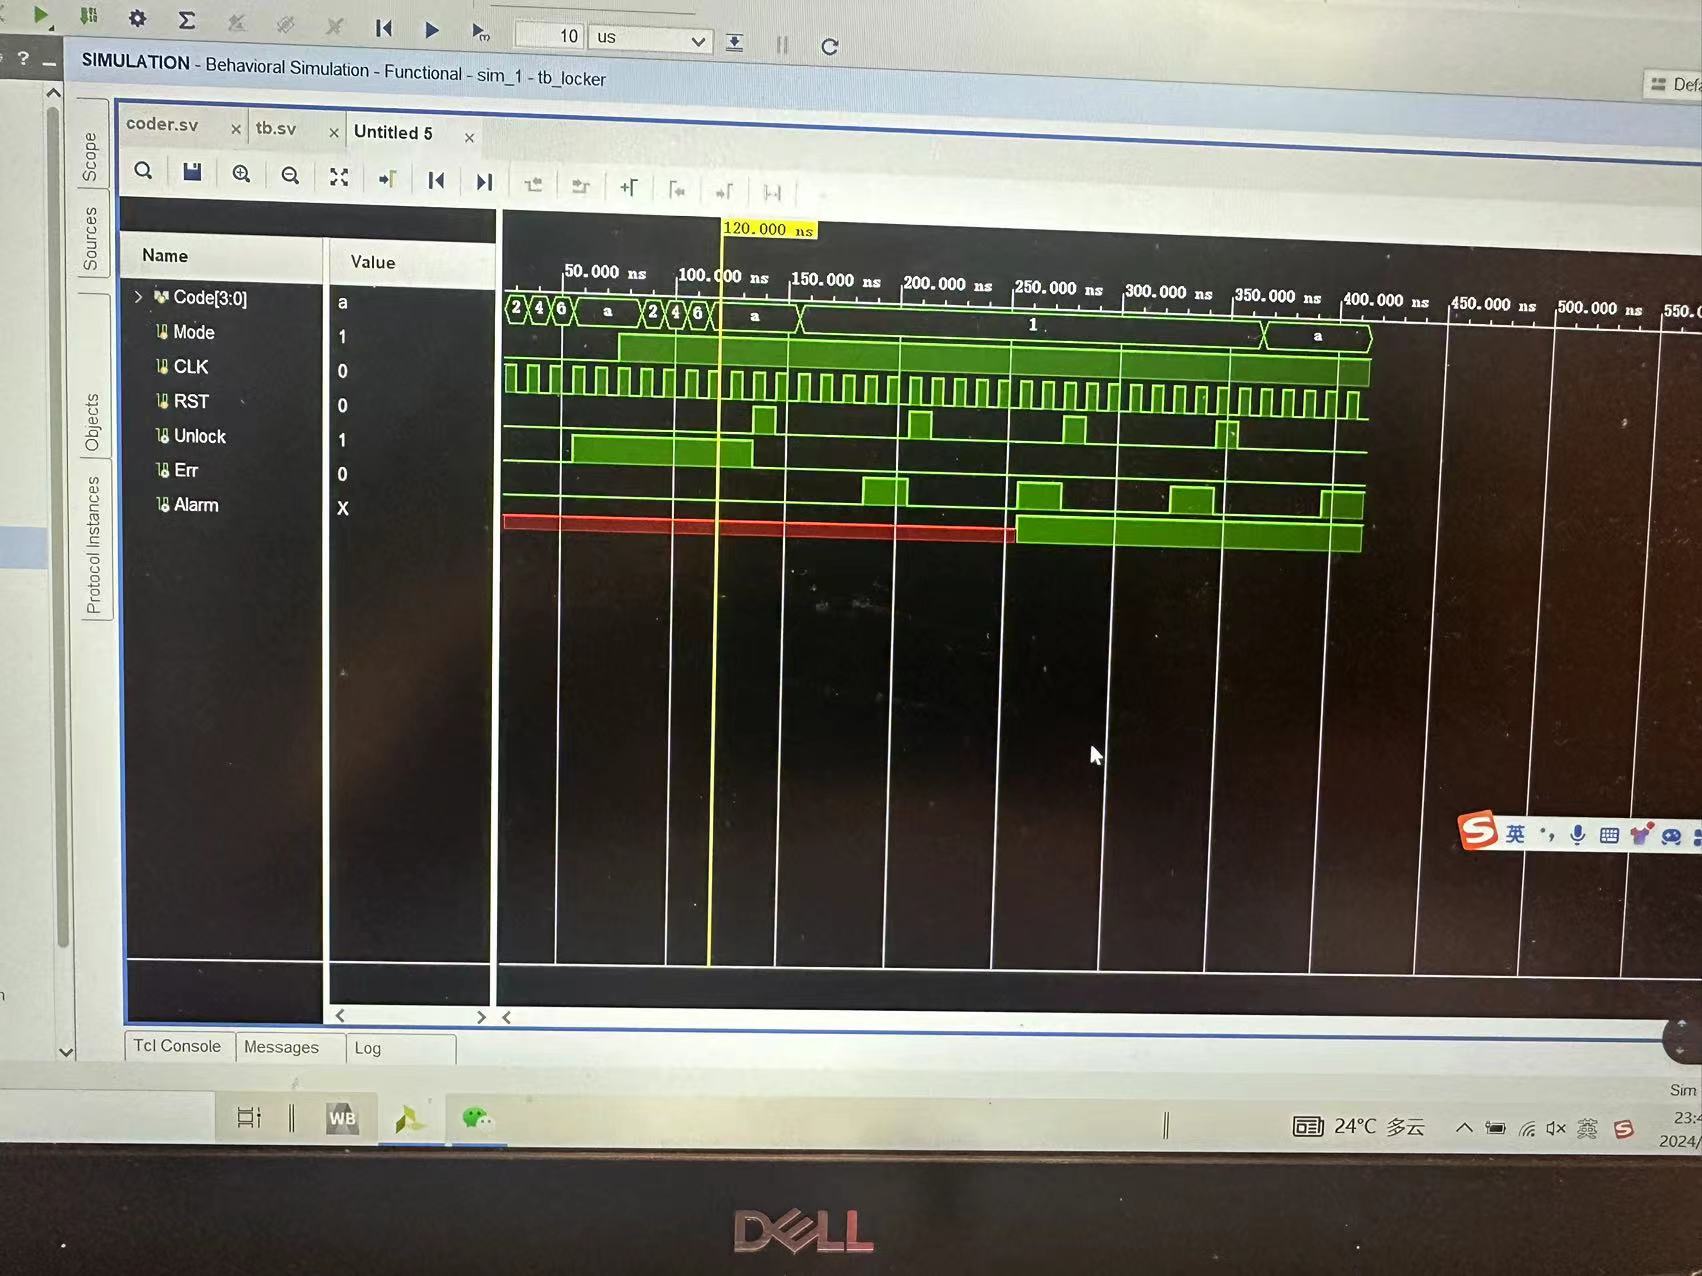 10 us
SIMULATION - Behavioral Simulation - Functional - sim_1 - tb_locker
?
coder.sv × tb.sv × Untitled 5 ×
Scope
Sources
Objects
Protocol Instances
120.000 ns
Name Value
50.000 ns 100.000 ns 150.000 ns 200.000 ns 250.000 ns 300.000 ns 350.000 ns 400.000 ns 450.000 ns 500.000 ns 550.
Code[3:0] a 2 4 6 a 2 4 6 a 1 a
Mode 1
CLK 0
RST 0
Unlock 1
Err 0
Alarm X
英
Tcl Console Messages Log
Sim
WB
24°C 多云
英
23:4
2024/
DELL